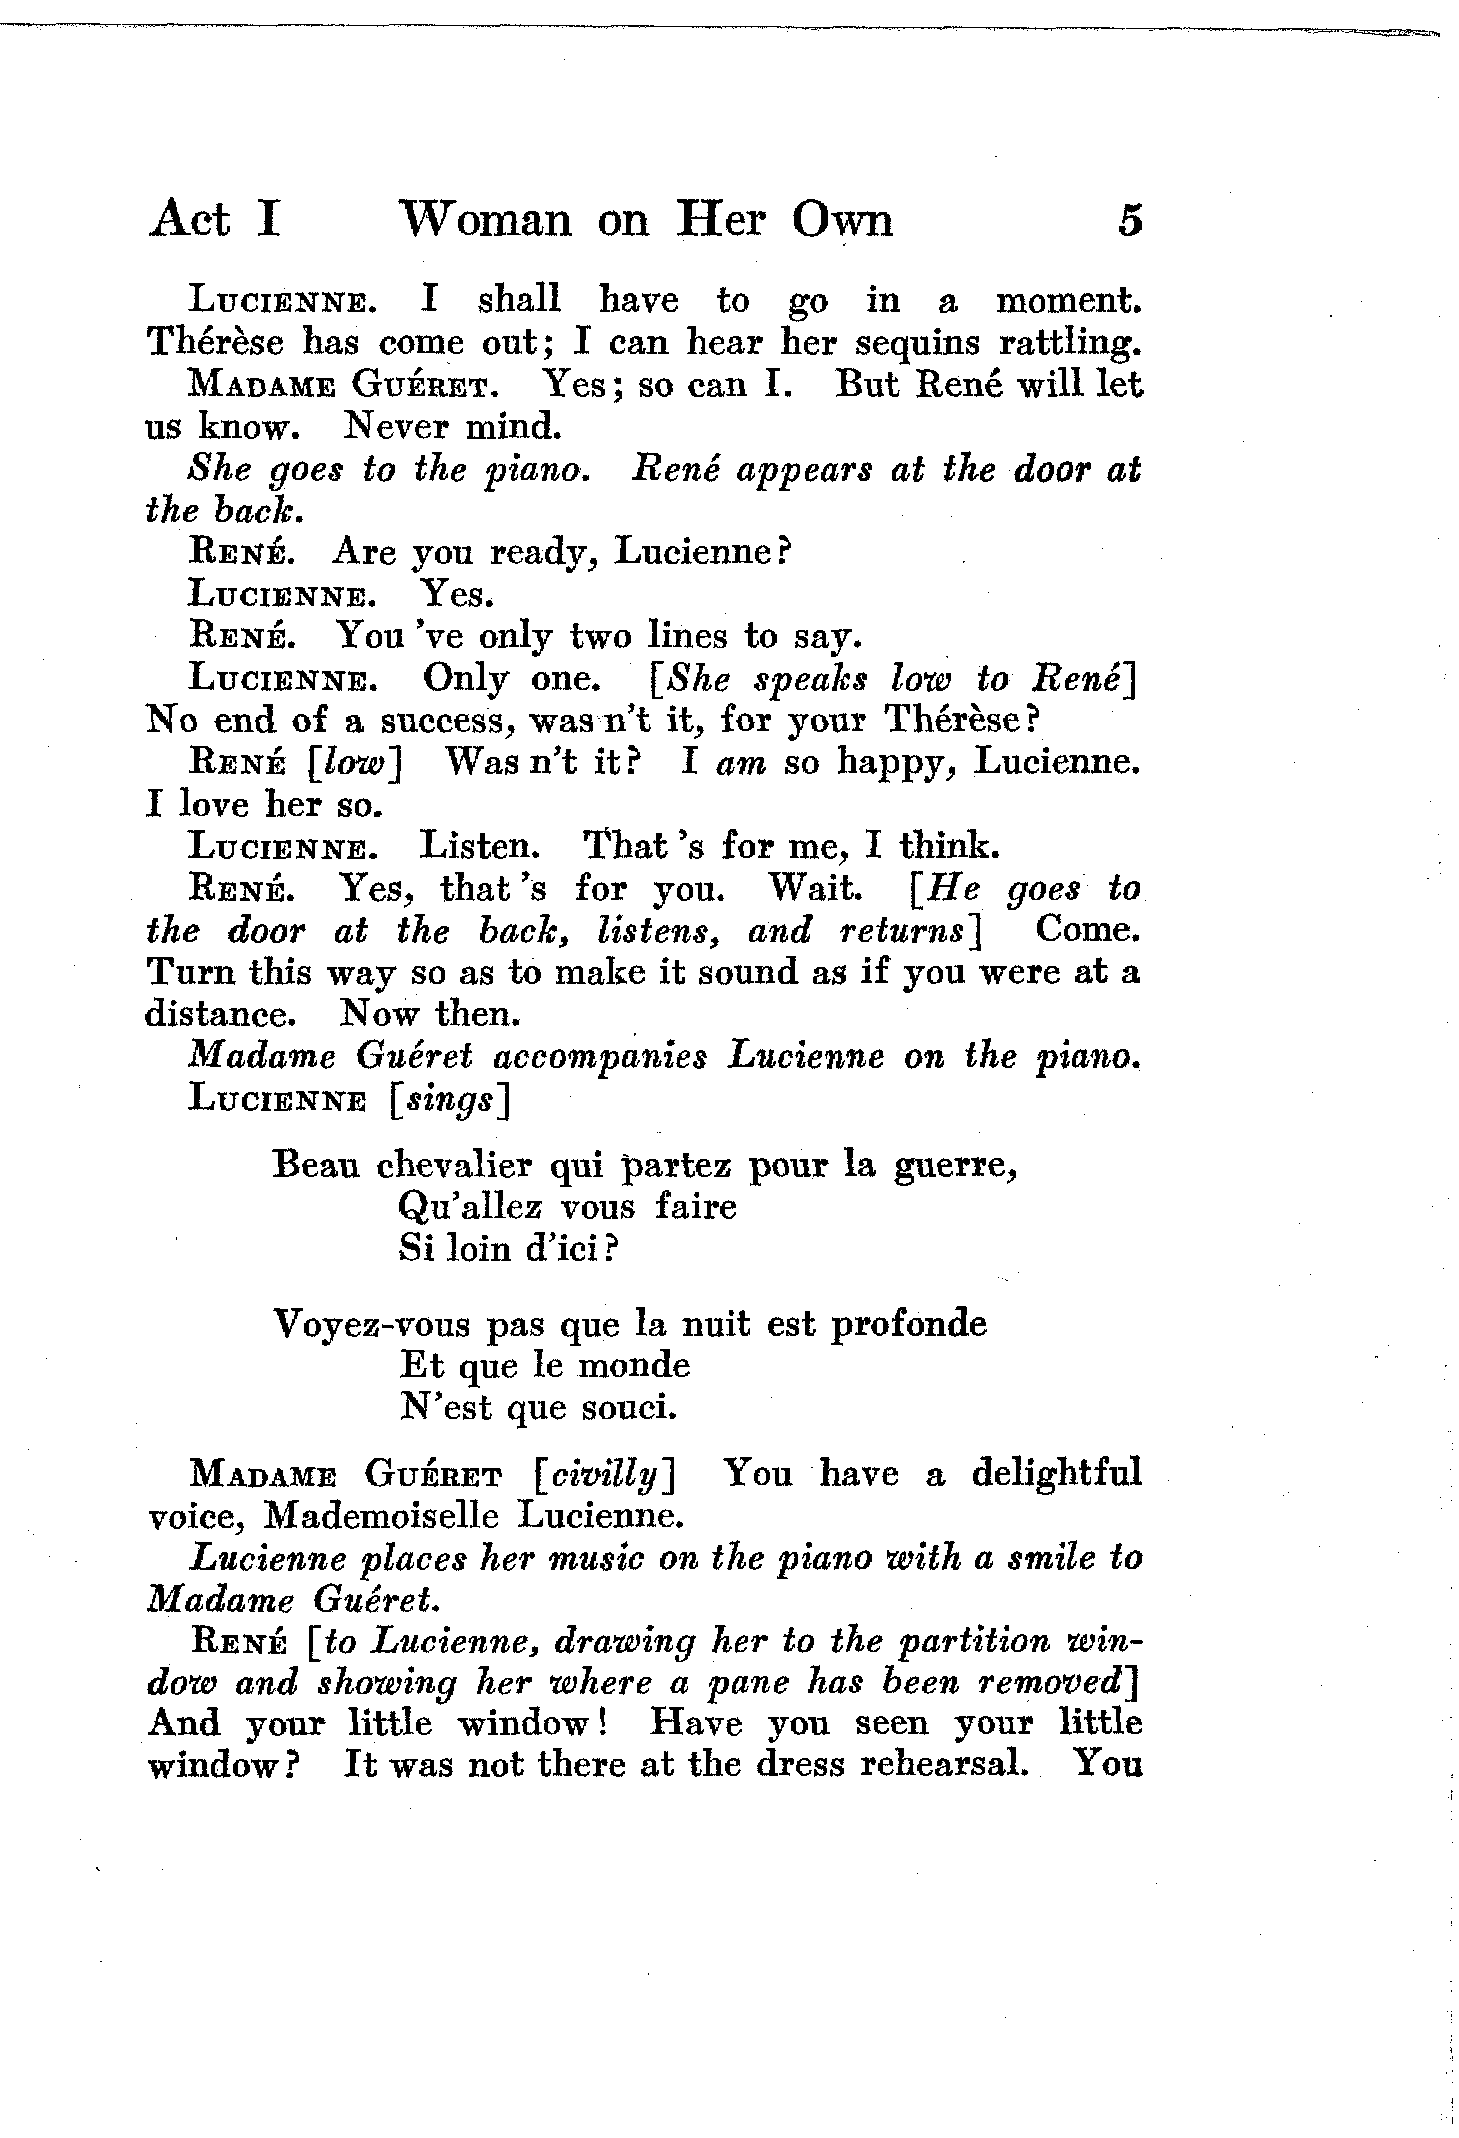 Act I Woman on Her Own 5
LUCIENNE. I shall have to go in a moment.
Thérèse has come out; I can hear her sequins rattling.
MADAME GUÉRET. Yes; so can I. But René will let
us know. Never mind.
She goes to the piano. René appears at the door at
the back.
RENÉ. Are you ready, Lucienne?
LUCIENNE. Yes.
RENÉ. You 've only two lines to say.
LUCIENNE. Only one. [She speaks low to René]
No end of a success, was n't it, for your Thérèse?
RENÉ [low] Was n't it? I am so happy, Lucienne.
I love her so.
LUCIENNE. Listen. That 's for me, I think.
RENÉ. Yes, that 's for you. Wait. [He goes to
the door at the back, listens, and returns] Come.
Turn this way so as to make it sound as if you were at a
distance. Now then.
Madame Guéret accompanies Lucienne on the piano.
LUCIENNE [sings]
Beau chevalier qui partez pour la guerre,
Qu'allez vous faire
Si loin d'ici?
Voyez-vous pas que la nuit est profonde
Et que le monde
N'est que souci.
MADAME GUÉRET [civilly] You have a delightful
voice, Mademoiselle Lucienne.
Lucienne places her music on the piano with a smile to
Madame Guéret.
RENÉ [to Lucienne, drawing her to the partition win-
dow and showing her where a pane has been removed]
And your little window! Have you seen your little
window? It was not there at the dress rehearsal. You